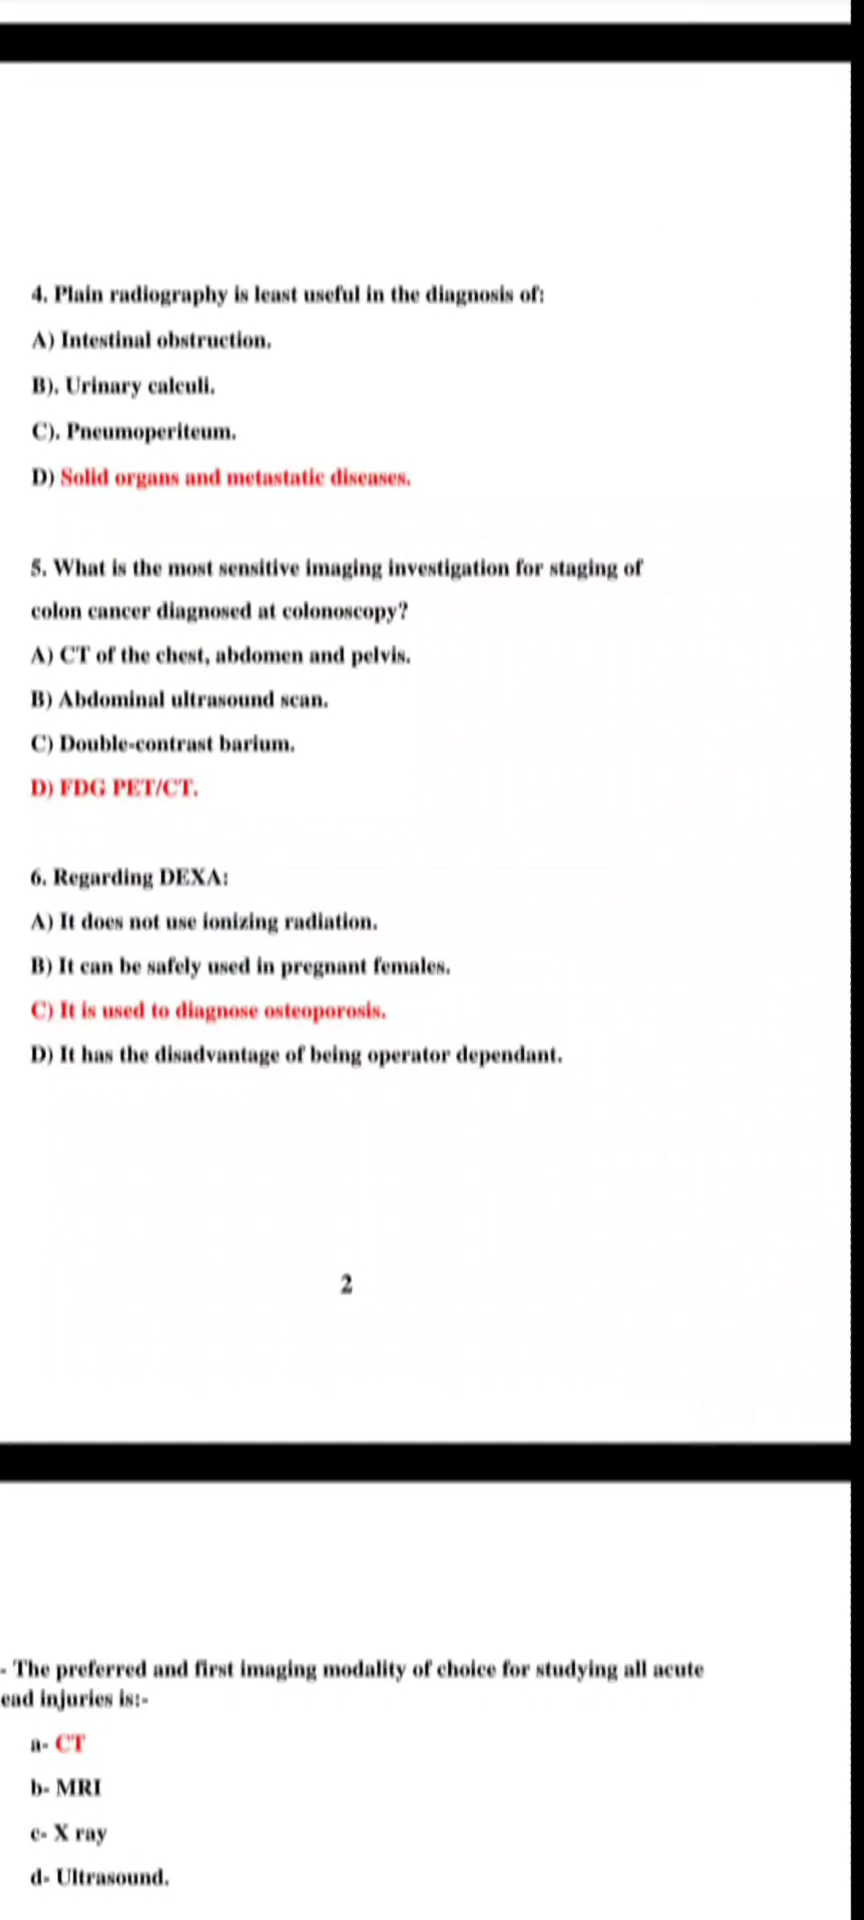 4. Plain radiography is least useful in the diagnosis of:
A) Intestinal obstruction.
B). Urinary calculi.
C). Pneumoperiteum.
D) Solid organs and metastatic diseases.
5. What is the most sensitive imaging investigation for staging of
colon cancer diagnosed at colonoscopy?
A) CT of the chest, abdomen and pelvis.
B) Abdominal ultrasound scan.
C) Double-contrast barium.
D) FDG PET/CT.
6. Regarding DEXA:
A) It does not use ionizing radiation.
B) It can be safely used in pregnant females.
C) It is used to diagnose osteoporosis.
D) It has the disadvantage of being operator dependant.
2
- The preferred and first imaging modality of choice for studying all acute
ead injuries is:-
a- CT
b- MRI
c- X ray
d- Ultrasound.